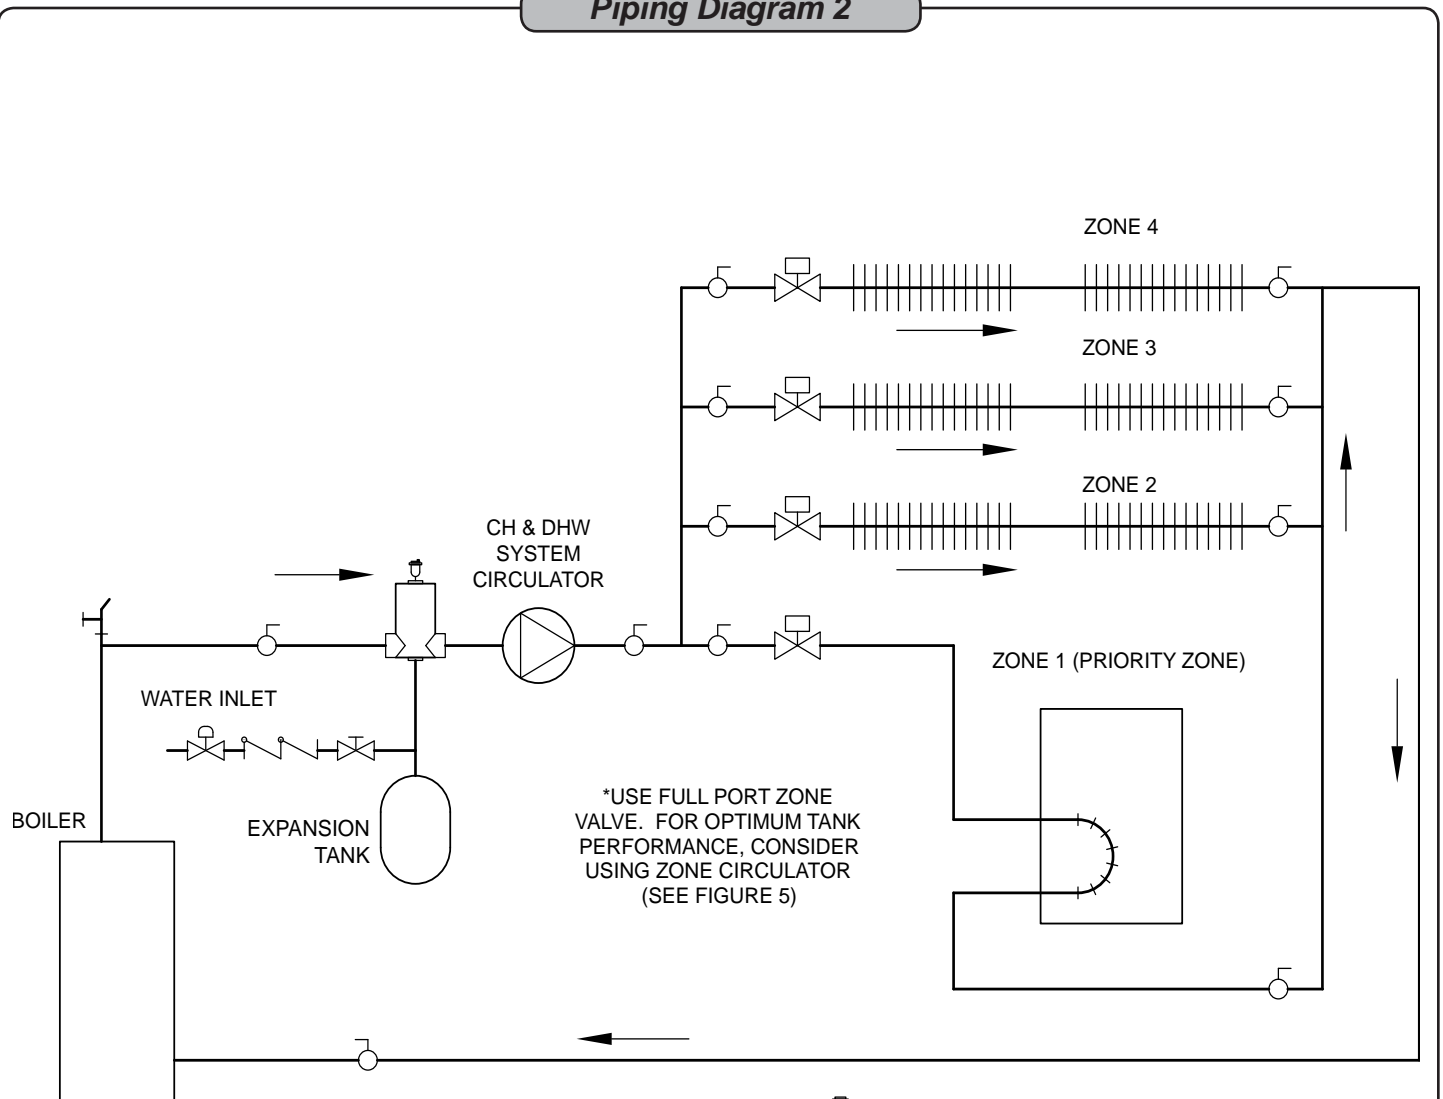 Piping Diagram 2
ZONE 4
ZONE 3
ZONE 2
CH & DHW
SYSTEM
CIRCULATOR
ZONE 1 (PRIORITY ZONE)
WATER INLET
*USE FULL PORT ZONE
VALVE. FOR OPTIMUM TANK
PERFORMANCE, CONSIDER
USING ZONE CIRCULATOR
(SEE FIGURE 5)
BOILER
EXPANSION
TANK